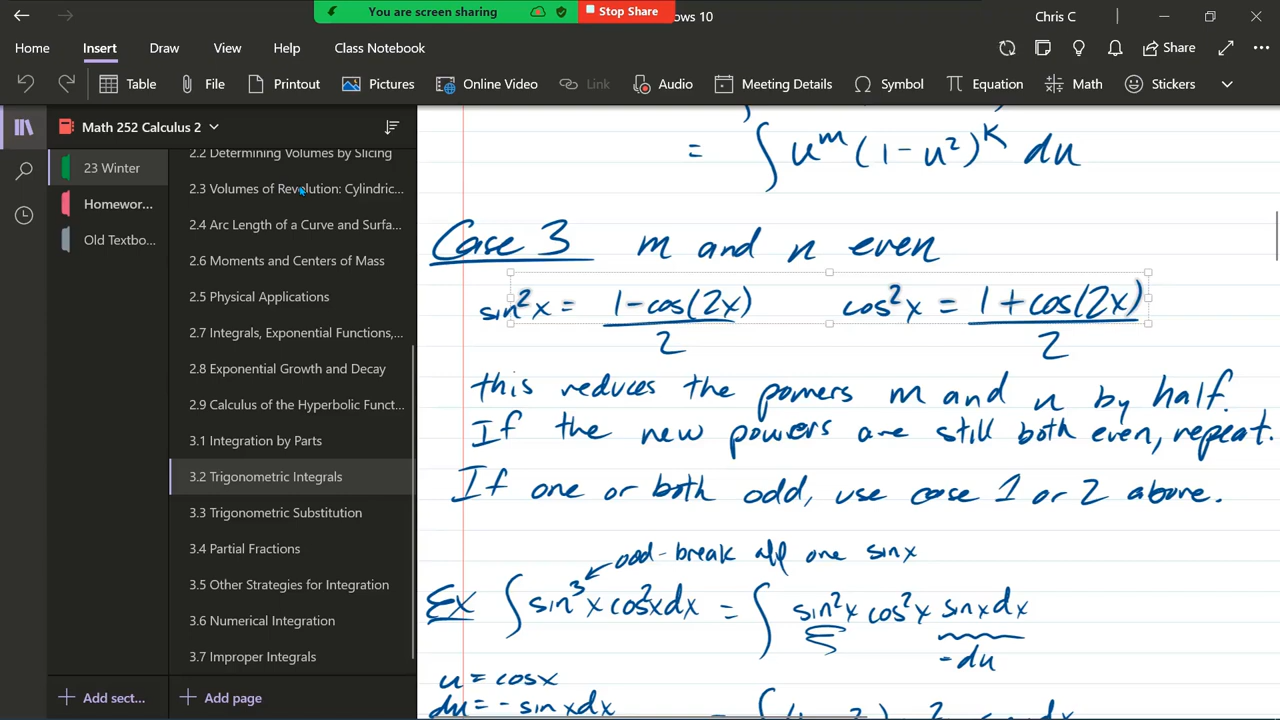 You are screen sharing
Stop Share
ows 10
Chris C
Home
Insert
Draw
View
Help
Class Notebook
Share
Table
File
Printout
Pictures
Online Video
Link
Audio
Meeting Details
Symbol
Equation
Math
Stickers
Math 252 Calculus 2
23 Winter
Homewor...
Old Textbo...
2.2 Determining Volumes by Slicing
2.3 Volumes of Revolution: Cylindric...
2.4 Arc Length of a Curve and Surfa...
2.6 Moments and Centers of Mass
2.5 Physical Applications
2.7 Integrals, Exponential Functions,...
2.8 Exponential Growth and Decay
2.9 Calculus of the Hyperbolic Funct...
3.1 Integration by Parts
3.2 Trigonometric Integrals
3.3 Trigonometric Substitution
3.4 Partial Fractions
3.5 Other Strategies for Integration
3.6 Numerical Integration
3.7 Improper Integrals
Add sect...
Add page
= ∫ u^m (1-u²)^k du
Case 3 m and n even
sin²x = (1-cos(2x))/2 cos²x = (1+cos(2x))/2
this reduces the powers m and n by half.
If the new powers are still both even, repeat.
If one or both odd, use case 1 or 2 above.
odd-break off one sinx
Ex ∫ sin³x cos²x dx = ∫ sin²x cos²x sinx dx
-du
u = cosx
du = - sinx dx